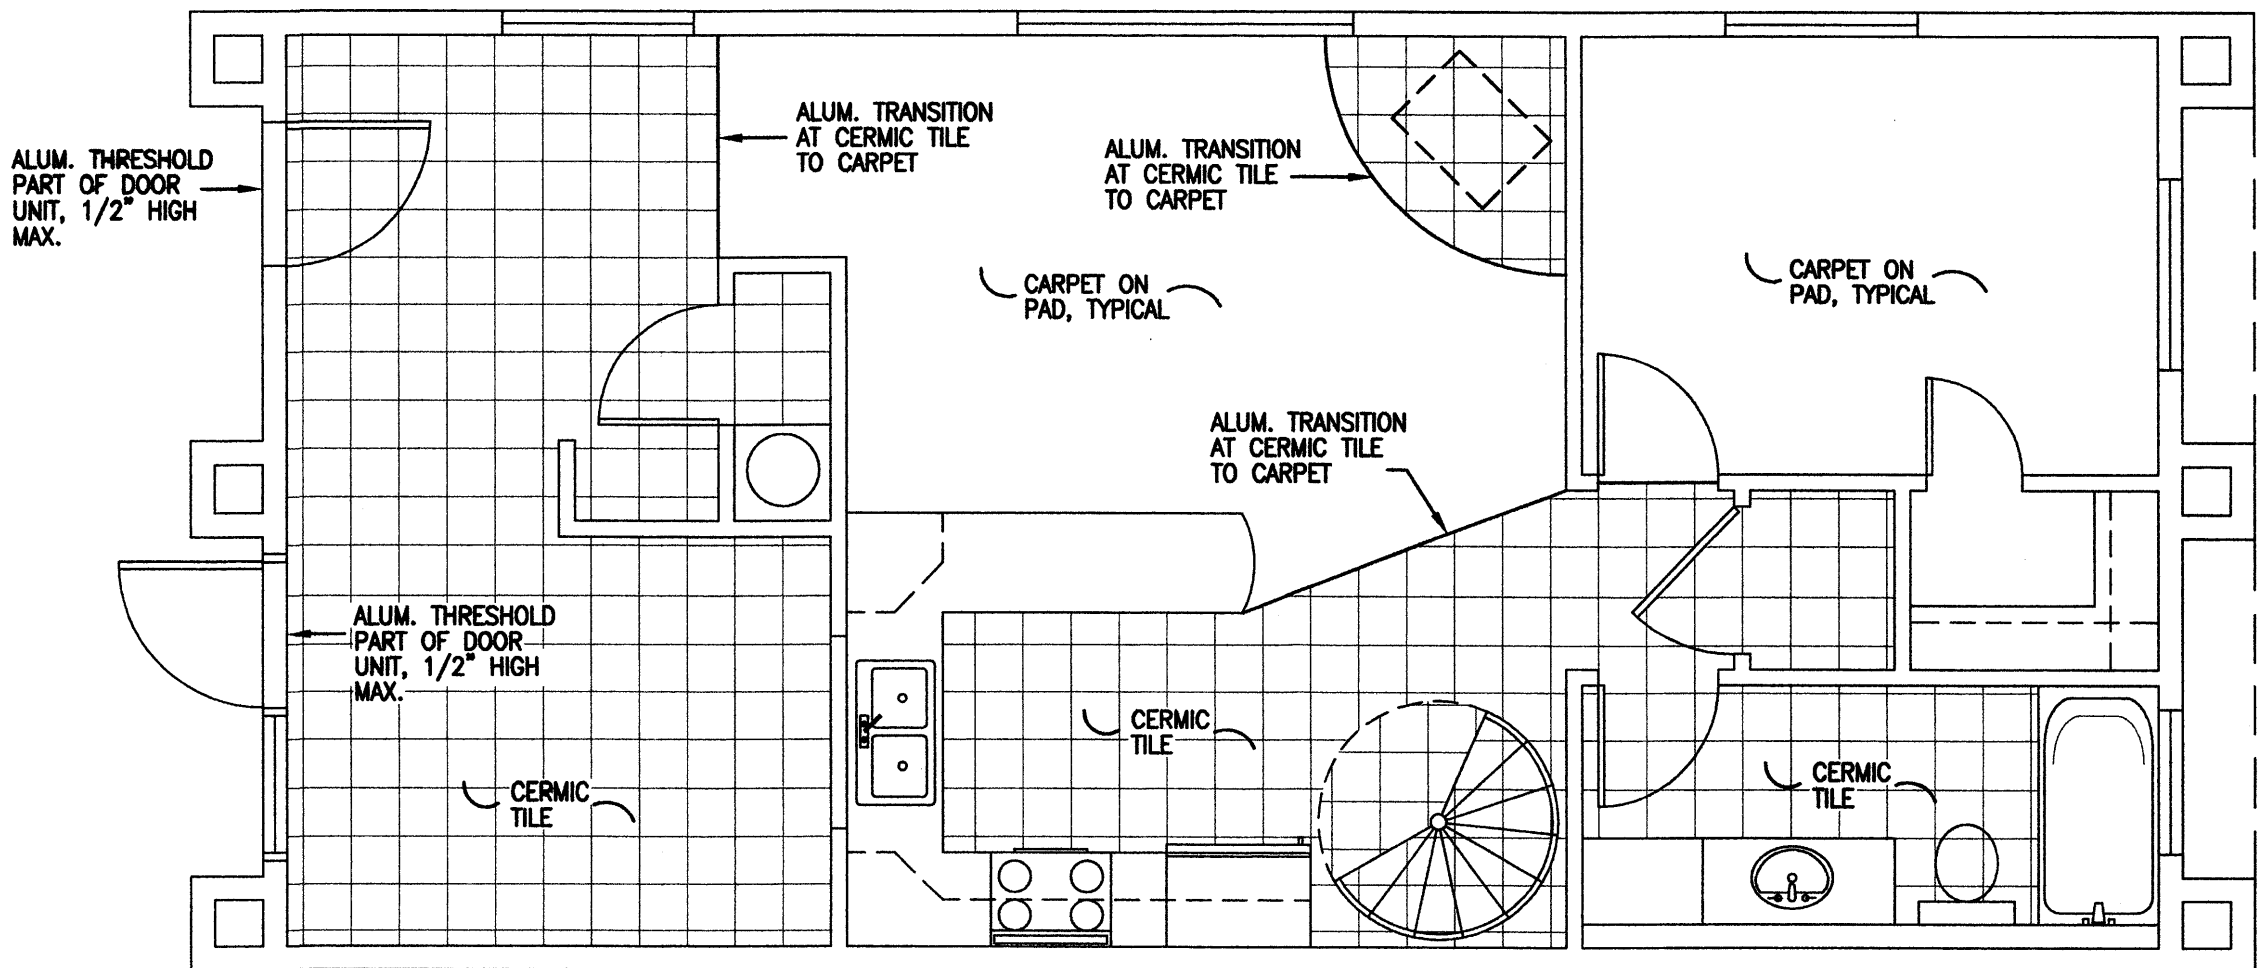 ALUM. THRESHOLD
PART OF DOOR
UNIT, 1/2" HIGH
MAX.
ALUM. TRANSITION
AT CERMIC TILE
TO CARPET
ALUM. TRANSITION
AT CERMIC TILE
TO CARPET
CARPET ON
PAD, TYPICAL
CARPET ON
PAD, TYPICAL
ALUM. TRANSITION
AT CERMIC TILE
TO CARPET
ALUM. THRESHOLD
PART OF DOOR
UNIT, 1/2" HIGH
MAX.
CERMIC
TILE
CERMIC
TILE
CERMIC
TILE